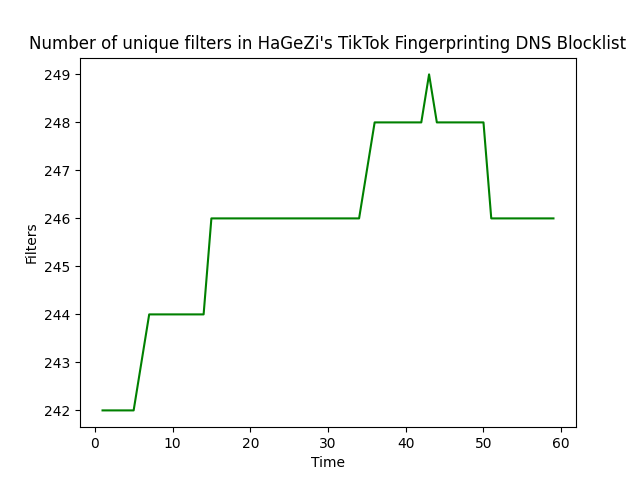 Number of unique filters in HaGeZi's TikTok Fingerprinting DNS Blocklist
249
248
247
246
245
244
243
242
Filters
0 10 20 30 40 50 60
Time